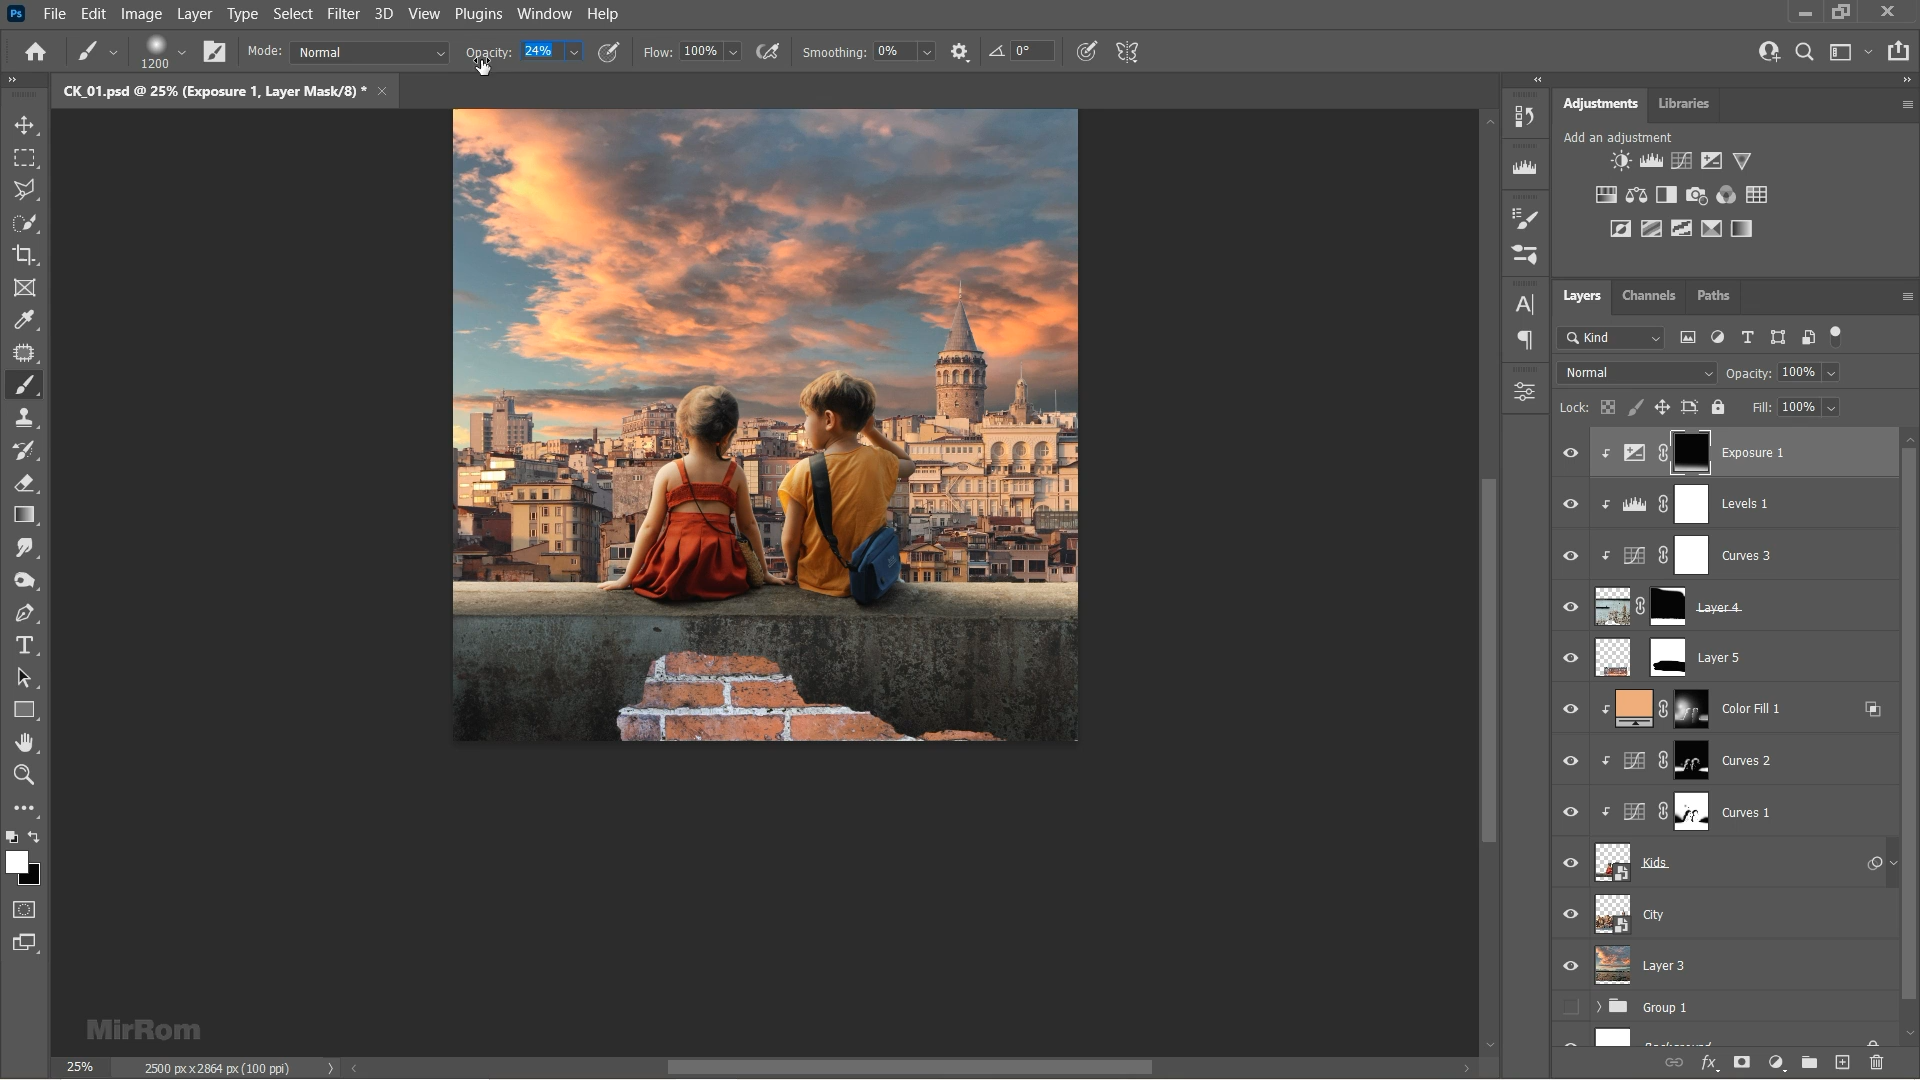 Ps File Edit Image Layer Type Select Filter 3D View Plugins Window Help
1200 Mode: Normal Opacity: 24% Flow: 100% Smoothing: 0% 0°
CK_01.psd @ 25% (Exposure 1, Layer Mask/8) *
Adjustments Libraries
Add an adjustment
Layers Channels Paths
Kind
Normal Opacity: 100%
Lock: Fill: 100%
Exposure 1
Levels 1
Curves 3
Layer 4
Layer 5
Color Fill 1
Curves 2
Curves 1
Kids
City
Layer 3
Group 1
MirRom
25% 2500 px x 2864 px (100 ppi)